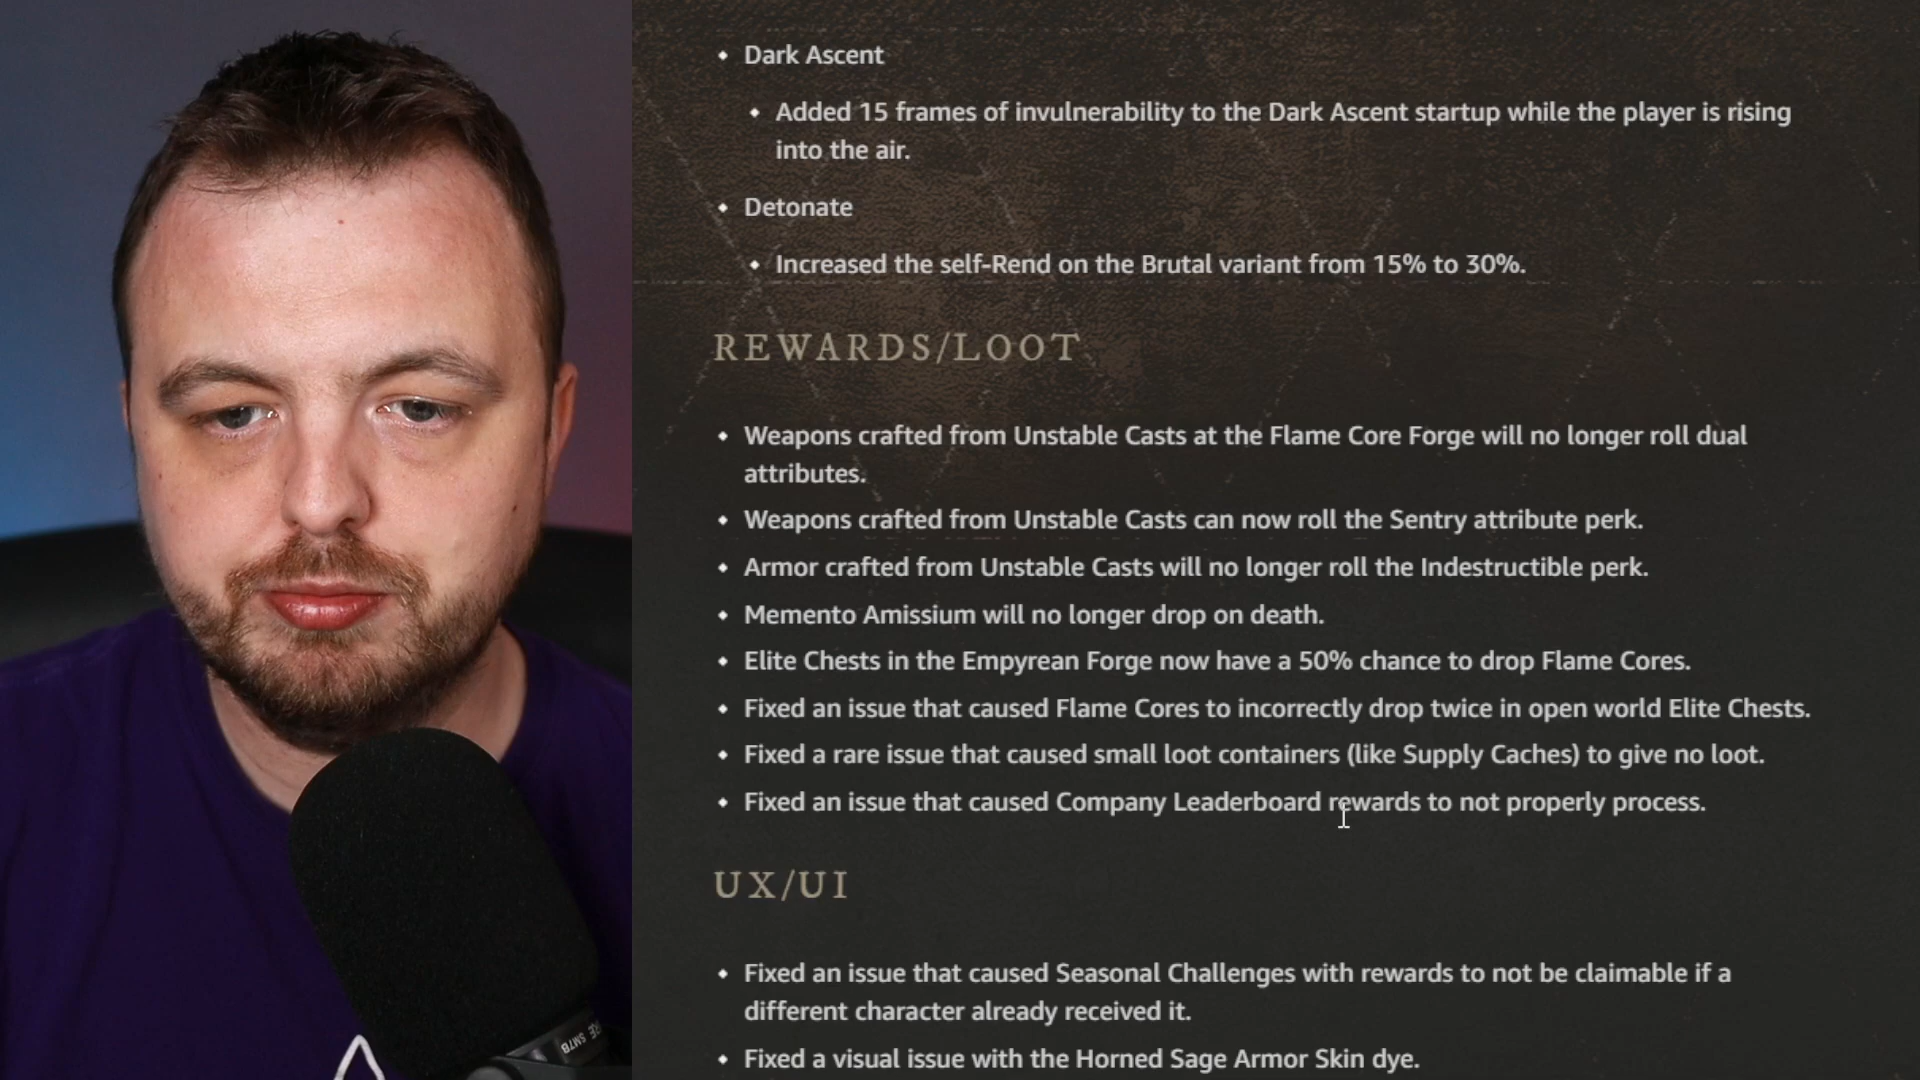 Dark Ascent
Added 15 frames of invulnerability to the Dark Ascent startup while the player is rising
into the air.
Detonate
Increased the self-Rend on the Brutal variant from 15% to 30%.
REWARDS/LOOT
Weapons crafted from Unstable Casts at the Flame Core Forge will no longer roll dual
attributes.
Weapons crafted from Unstable Casts can now roll the Sentry attribute perk.
Armor crafted from Unstable Casts will no longer roll the Indestructible perk.
Memento Amissium will no longer drop on death.
Elite Chests in the Empyrean Forge now have a 50% chance to drop Flame Cores.
Fixed an issue that caused Flame Cores to incorrectly drop twice in open world Elite Chests.
Fixed a rare issue that caused small loot containers (like Supply Caches) to give no loot.
Fixed an issue that caused Company Leaderboard rewards to not properly process.
UX/UI
Fixed an issue that caused Seasonal Challenges with rewards to not be claimable if a
different character already received it.
Fixed a visual issue with the Horned Sage Armor Skin dye.
SM7B